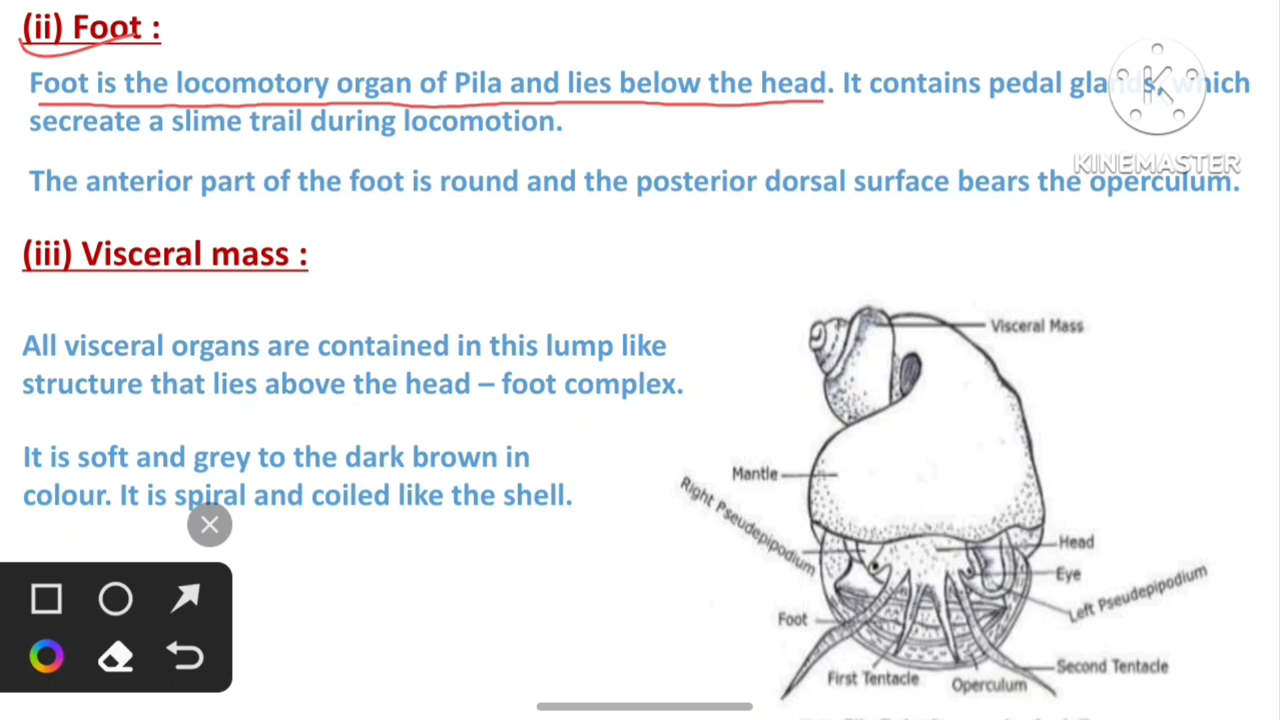 (ii) Foot :
Foot is the locomotory organ of Pila and lies below the head. It contains pedal glands, which
secreate a slime trail during locomotion.
KINEMASTER
The anterior part of the foot is round and the posterior dorsal surface bears the operculum.
(iii) Visceral mass :
All visceral organs are contained in this lump like
structure that lies above the head – foot complex.
It is soft and grey to the dark brown in
colour. It is spiral and coiled like the shell.
Visceral Mass
Mantle
Right Pseudepipodium
Head
Eye
Left Pseudepipodium
Foot
Second Tentacle
First Tentacle
Operculum